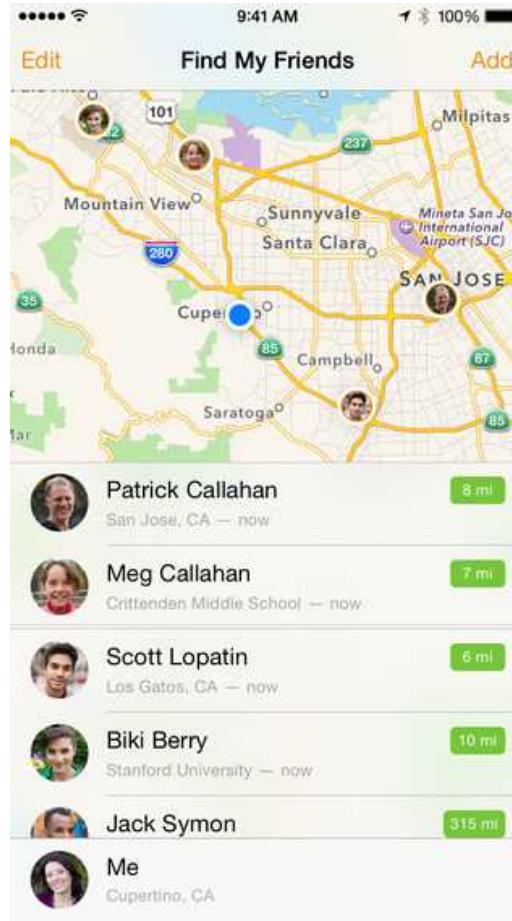 9:41 AM
100%
Edit
Find My Friends
Add
101
237
Milpitas
Mountain View
Sunnyvale
Santa Clara
Mineta San Jo
International
Airport (SJC)
280
SAN JOSE
35
Cupe
85
Campbell
87
Honda
Saratoga
85
Mar
Patrick Callahan
8 mi
San Jose, CA — now
Meg Callahan
7 mi
Crittenden Middle School — now
Scott Lopatin
6 mi
Los Gatos, CA — now
Biki Berry
10 mi
Stanford University — now
Jack Symon
315 mi
Me
Cupertino, CA